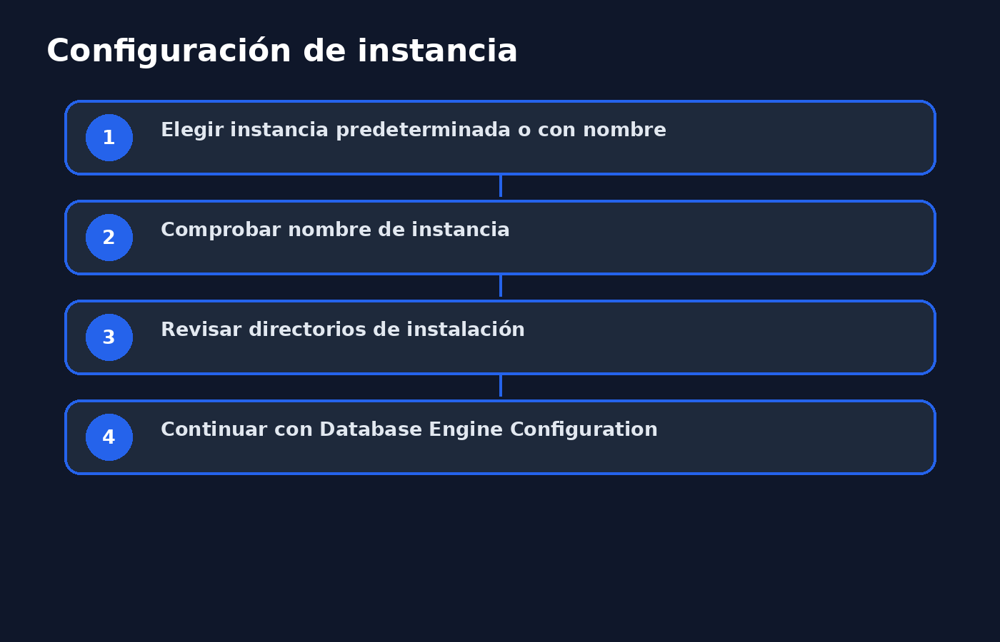 Configuración de instancia
1 Elegir instancia predeterminada o con nombre
2 Comprobar nombre de instancia
3 Revisar directorios de instalación
4 Continuar con Database Engine Configuration